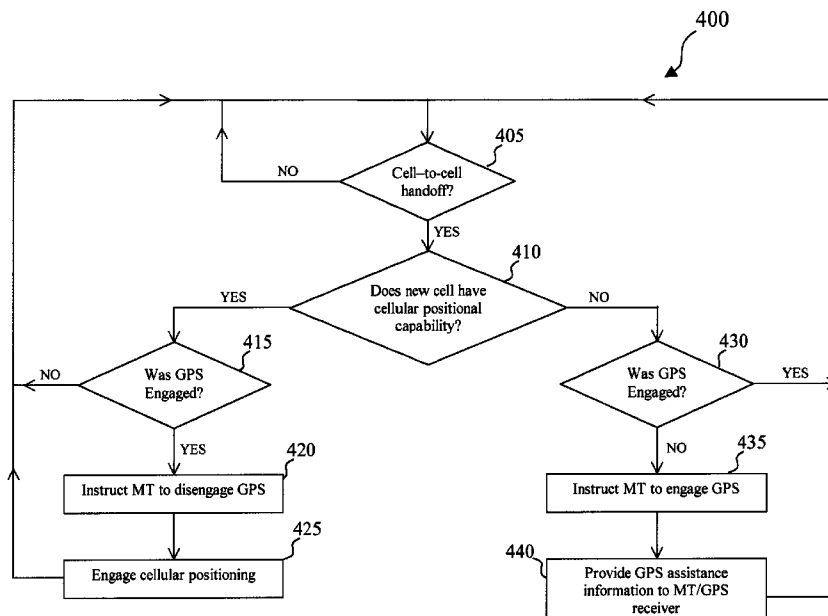 400
405
Cell–to-cell
handoff?
NO
YES
410
Does new cell have
cellular positional
capability?
YES
NO
415
Was GPS
Engaged?
NO
YES
430
Was GPS
Engaged?
YES
NO
420
Instruct MT to disengage GPS
435
Instruct MT to engage GPS
425
Engage cellular positioning
440
Provide GPS assistance
information to MT/GPS
receiver